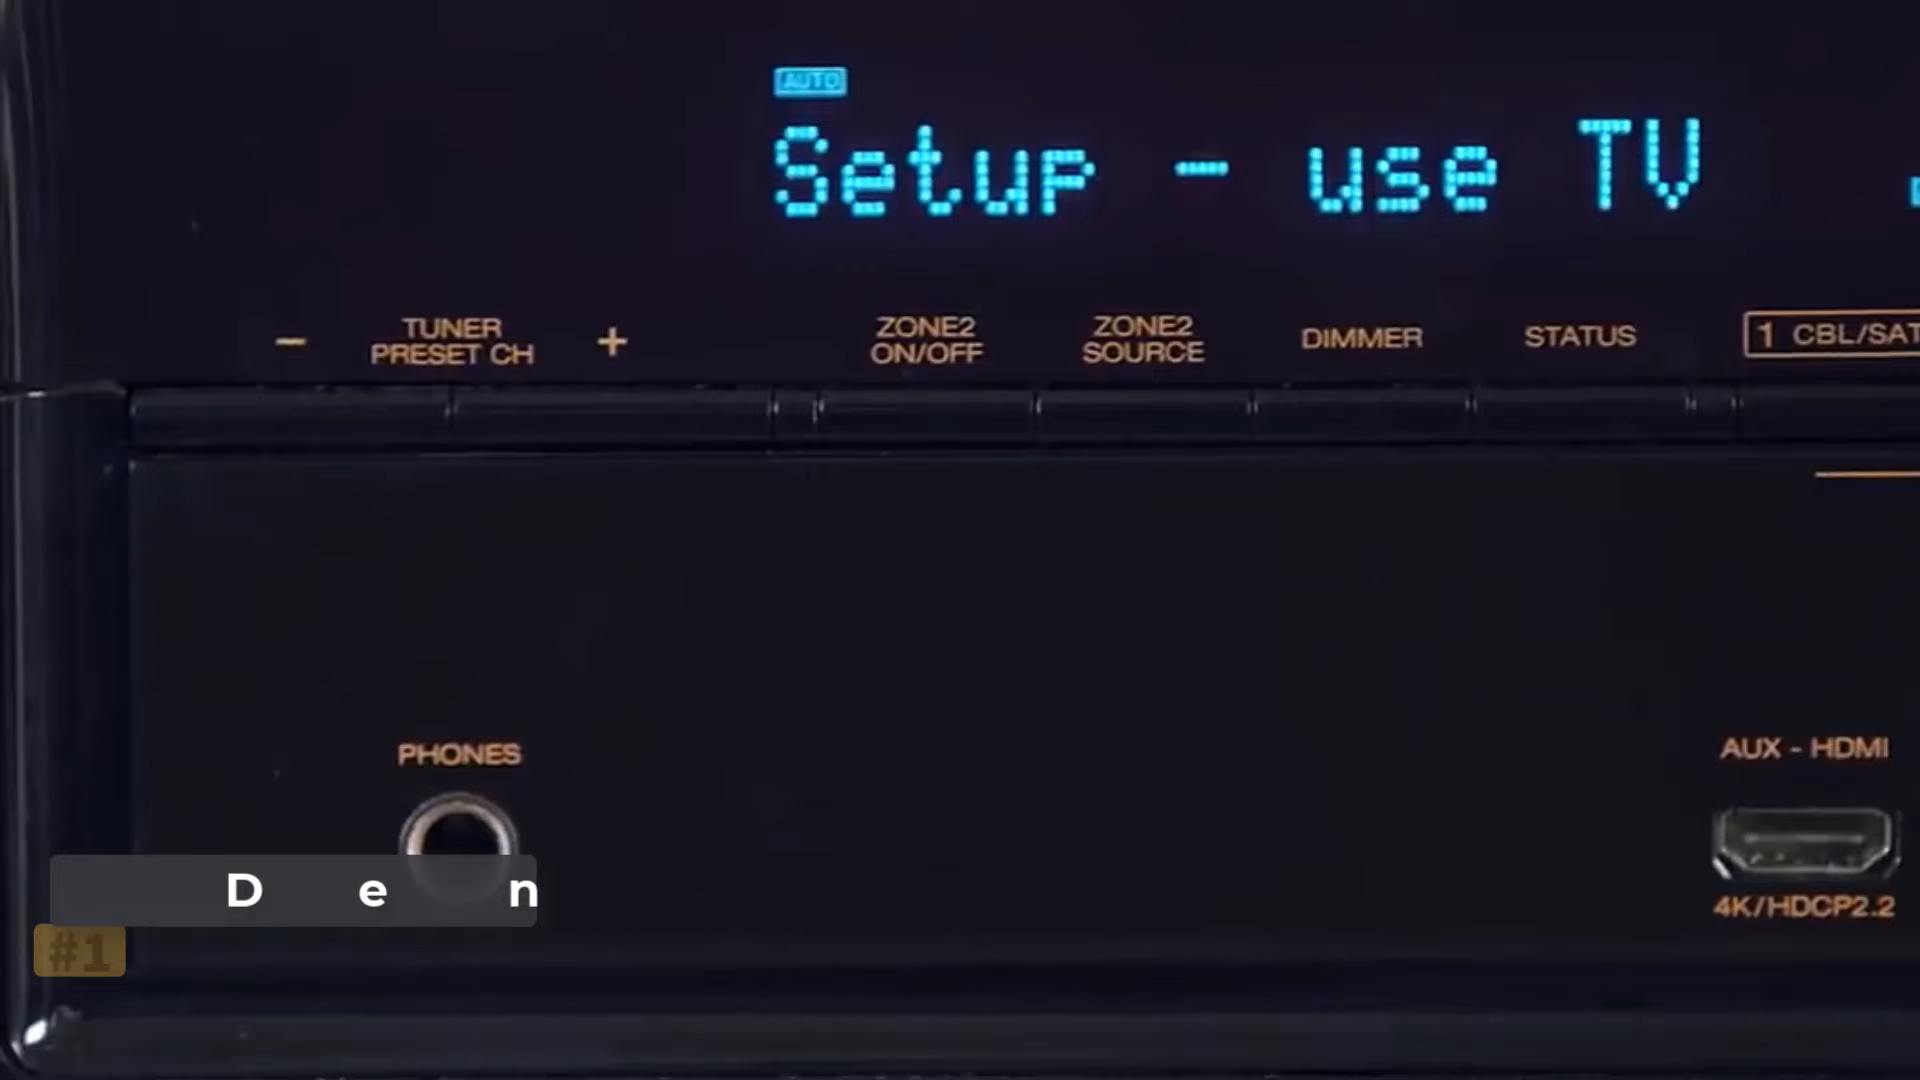 AUTO
Setup - use TV
− TUNER PRESET CH +
ZONE2 ON/OFF
ZONE2 SOURCE
DIMMER
STATUS
1 CBL/SAT
PHONES
AUX - HDMI
4K/HDCP2.2
D e n
#1